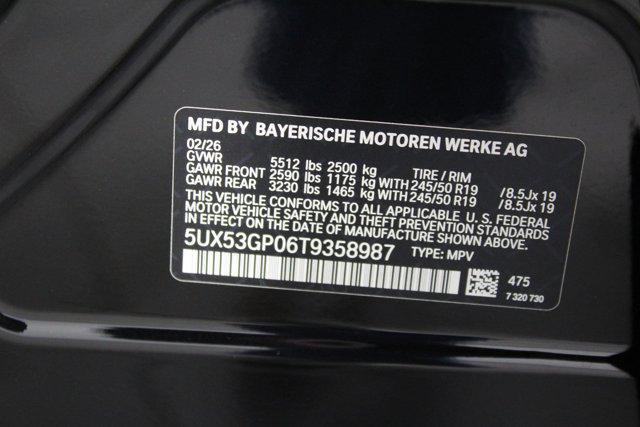 MFD BY BAYERISCHE MOTOREN WERKE AG
02/26
GVWR 5512 lbs 2500 kg TIRE / RIM
GAWR FRONT 2590 lbs 1175 kg WITH 245/50 R19 /8.5Jx 19
GAWR REAR 3230 lbs 1465 kg WITH 245/50 R19 /8.5Jx 19
THIS VEHICLE CONFORMS TO ALL APPLICABLE U.S. FEDERAL
MOTOR VEHICLE SAFETY AND THEFT PREVENTION STANDARDS
IN EFFECT ON THE DATE OF MANUFACTURE SHOWN ABOVE.
5UX53GP06T9358987 TYPE: MPV
475
7 320 730